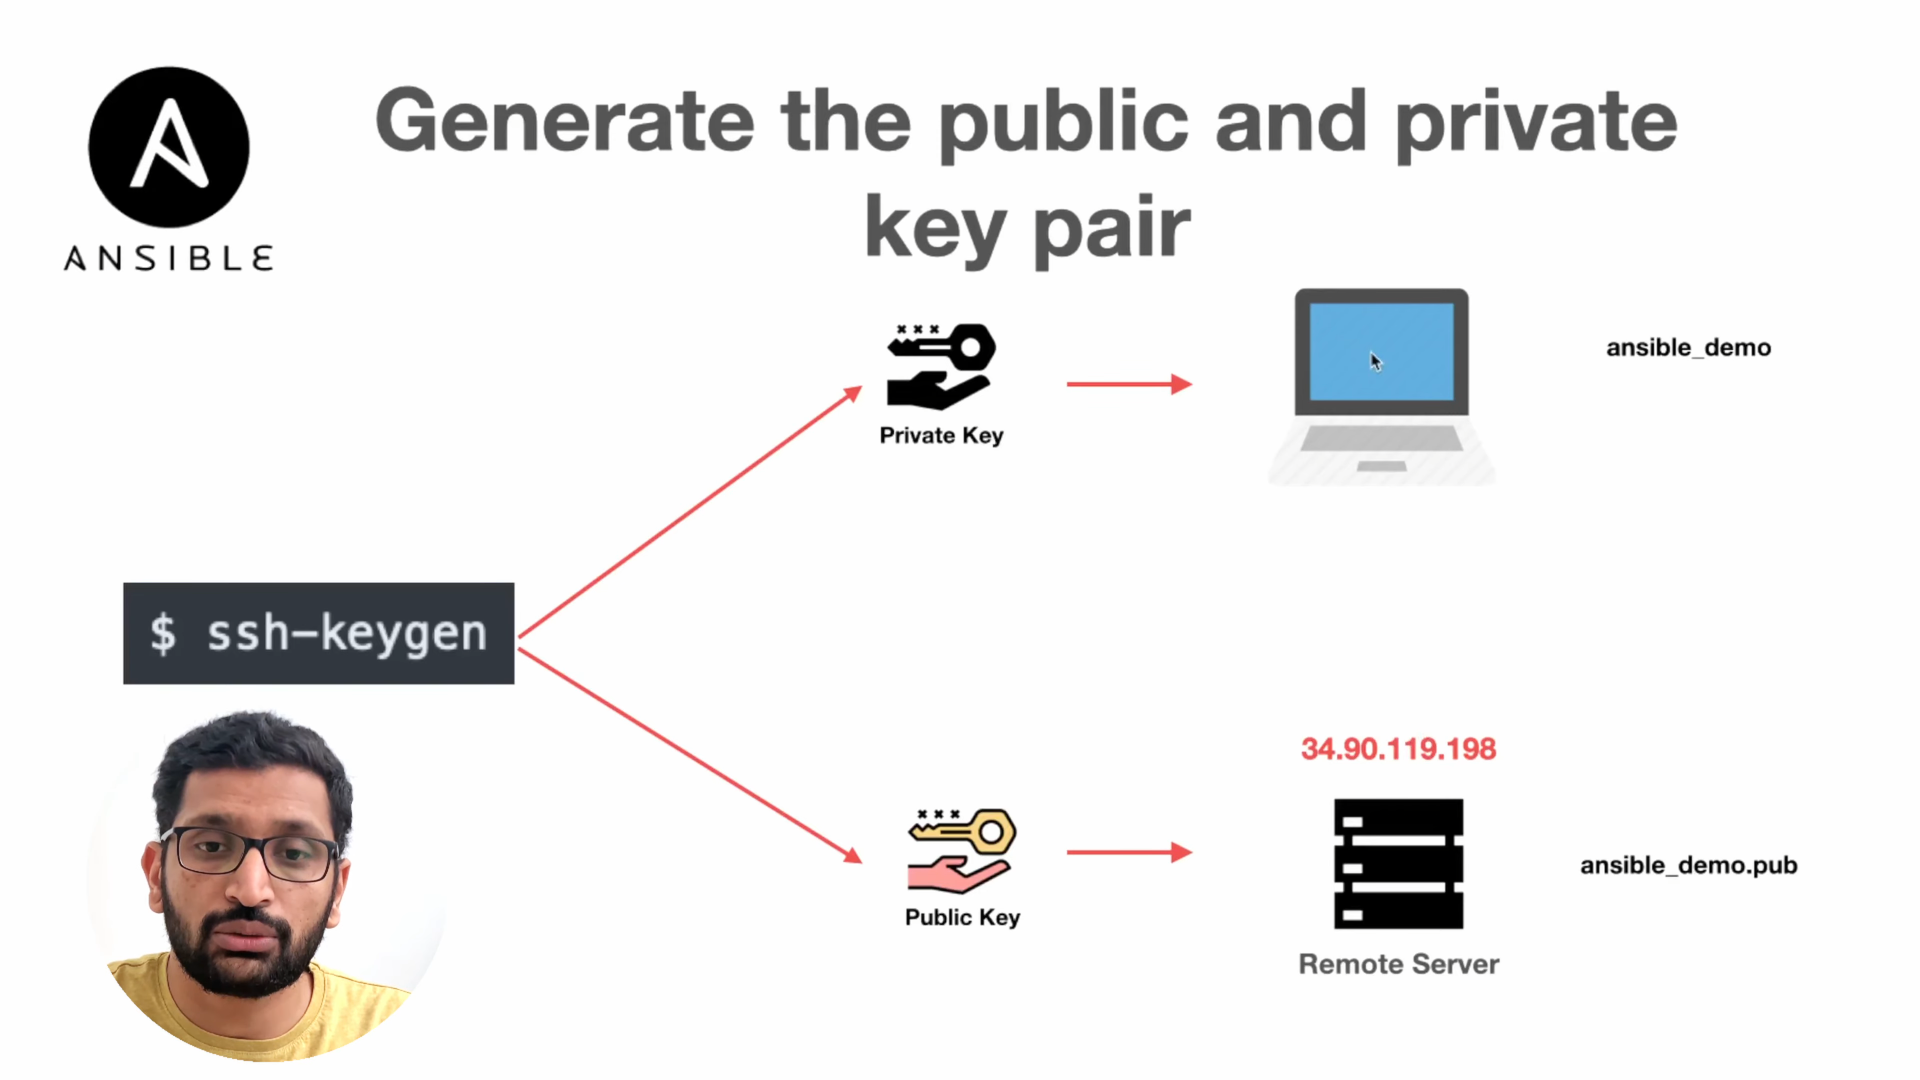 ANSIBLE
Generate the public and private
key pair
Private Key
ansible_demo
$ ssh-keygen
34.90.119.198
Public Key
ansible_demo.pub
Remote Server